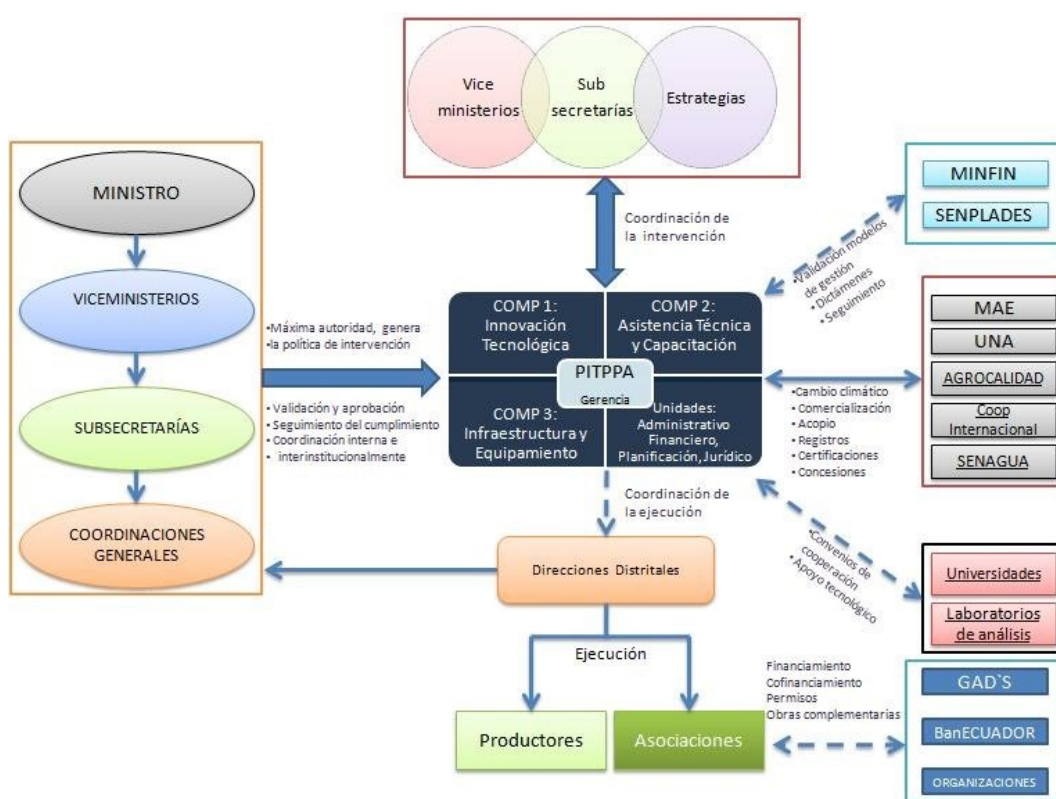 Vice
ministerios
Sub
secretarías
Estrategias
MINISTRO
VICEMINISTERIOS
SUBSECRETARÍAS
COORDINACIONES
GENERALES
•Máxima autoridad, genera
•la política de intervención
• Validación y aprobación
• Seguimiento del cumplimiento
• Coordinación interna e
• interinstitucionalmente
Coordinación de
la intervención
COMP 1:
Innovación
Tecnológica
COMP 2:
Asistencia Técnica
y Capacitación
PITPPA
Gerencia
COMP 3:
Infraestructura y
Equipamiento
Unidades:
Administrativo
Financiero,
Planificación, Jurídico
•Validación modelos
de gestión
•Dictámenes
•Seguimiento
MINFIN
SENPLADES
•Cambio climático
• Comercialización
• Acopio
• Registros
• Certificaciones
• Concesiones
MAE
UNA
AGROCALIDAD
Coop
Internacional
SENAGUA
Coordinación de
la ejecución
•Convenios de
cooperación
• Apoyo tecnológico
Universidades
Laboratorios
de análisis
Direcciones Distritales
Ejecución
Productores
Asociaciones
Financiamiento
Cofinanciamiento
Permisos
Obras complementarias
GAD`S
BanECUADOR
ORGANIZACIONES